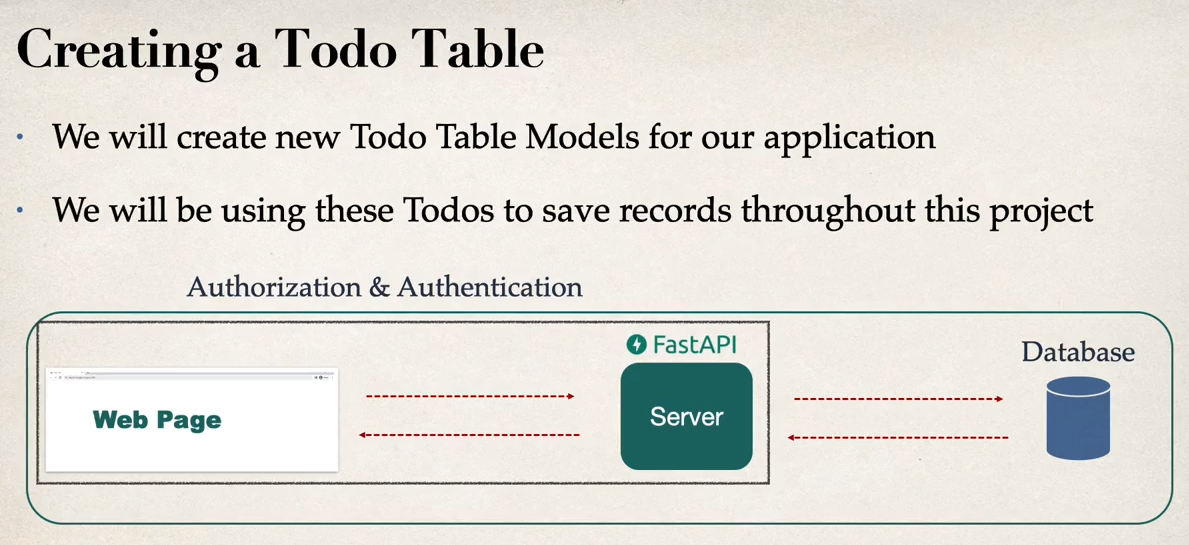 Creating a Todo Table
• We will create new Todo Table Models for our application
• We will be using these Todos to save records throughout this project
Authorization & Authentication
FastAPI
Database
Web Page
Server